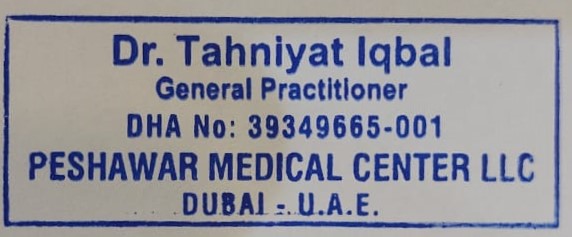 Dr. Tahniyat Iqbal
General Practitioner
DHA No: 39349665-001
PESHAWAR MEDICAL CENTER LLC
DUBAI - U.A.E.